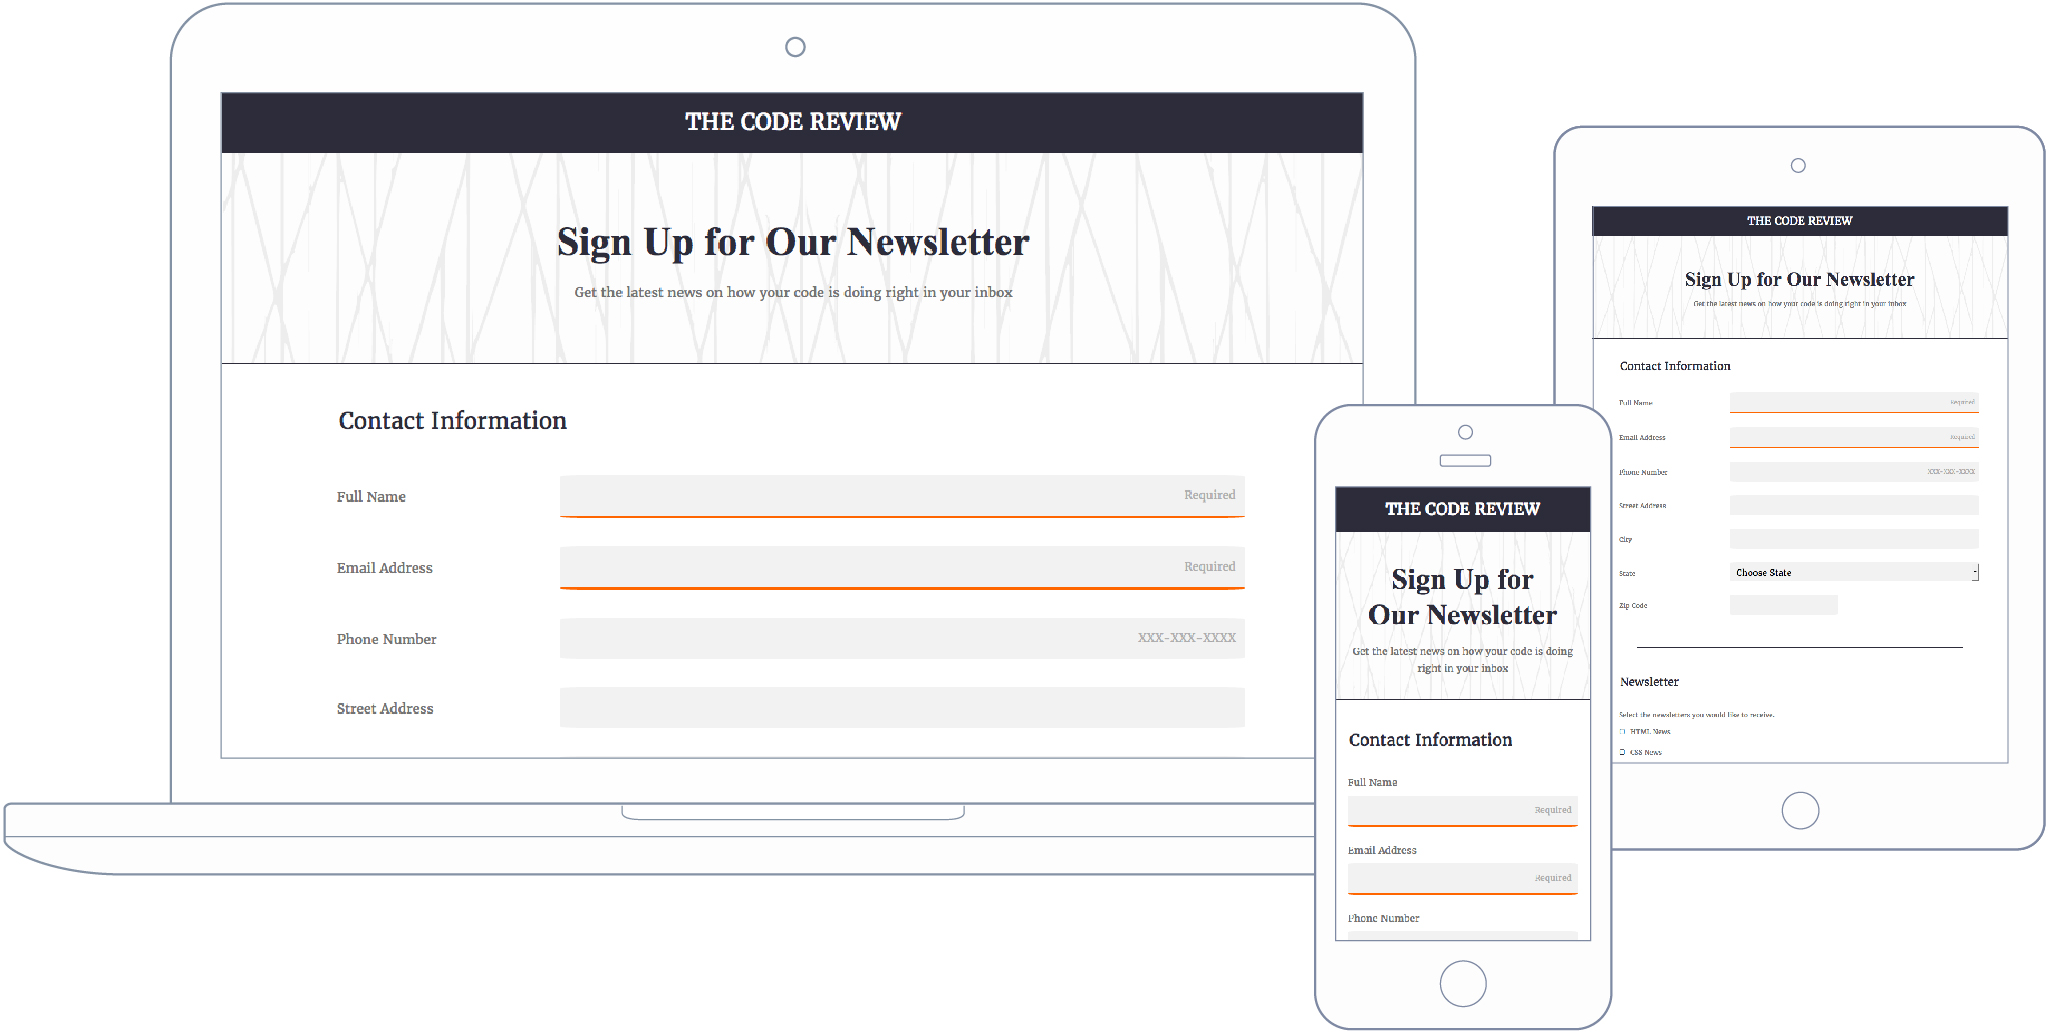 THE CODE REVIEW
Sign Up for Our Newsletter
Get the latest news on how your code is doing right in your inbox
Contact Information
Full Name
Required
Email Address
Required
Phone Number
XXX-XXX-XXXX
Street Address
THE CODE REVIEW
Sign Up for
Our Newsletter
Get the latest news on how your code is doing
right in your inbox
Contact Information
Full Name
Required
Email Address
Required
Phone Number
THE CODE REVIEW
Sign Up for Our Newsletter
Get the latest news on how your code is doing right in your inbox
Contact Information
Full Name
Required
Email Address
Required
Phone Number
XXX-XXX-XXXX
Street Address
City
State
Choose State
Zip Code
Newsletter
Select the newsletters you would like to receive.
HTML News
CSS News